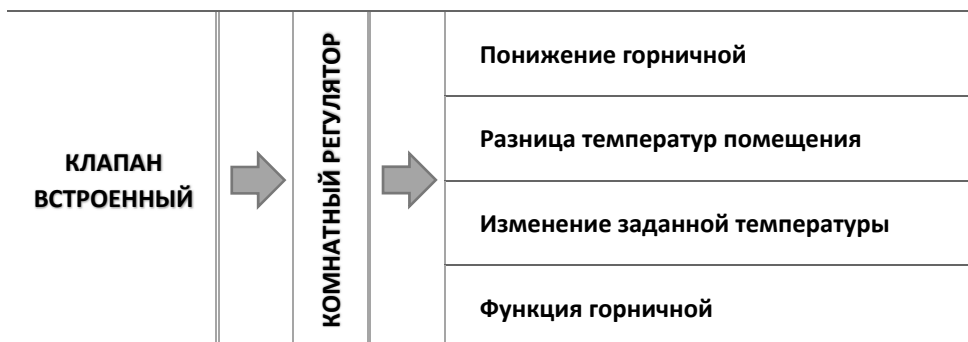 КЛАПАН
ВСТРОЕННЫЙ
КОМНАТНЫЙ РЕГУЛЯТОР
Понижение горничной
Разница температур помещения
Изменение заданной температуры
Функция горничной